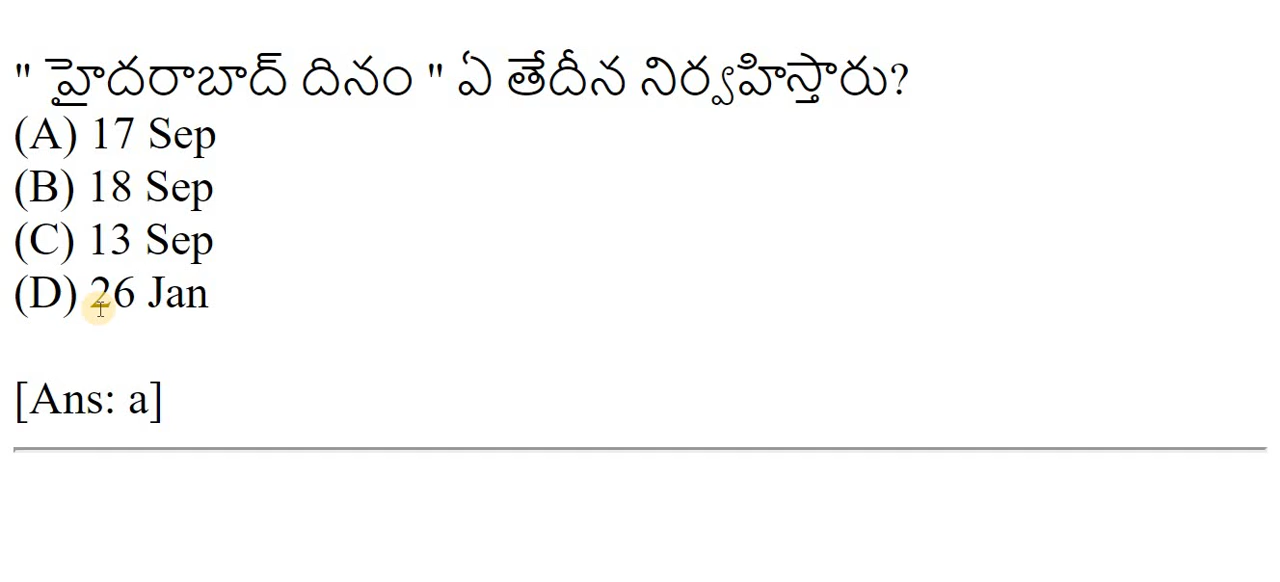 " హైదరాబాద్ దినం " ఏ తేదీన నిర్వహిస్తారు?
(A) 17 Sep
(B) 18 Sep
(C) 13 Sep
(D) 26 Jan
[Ans: a]